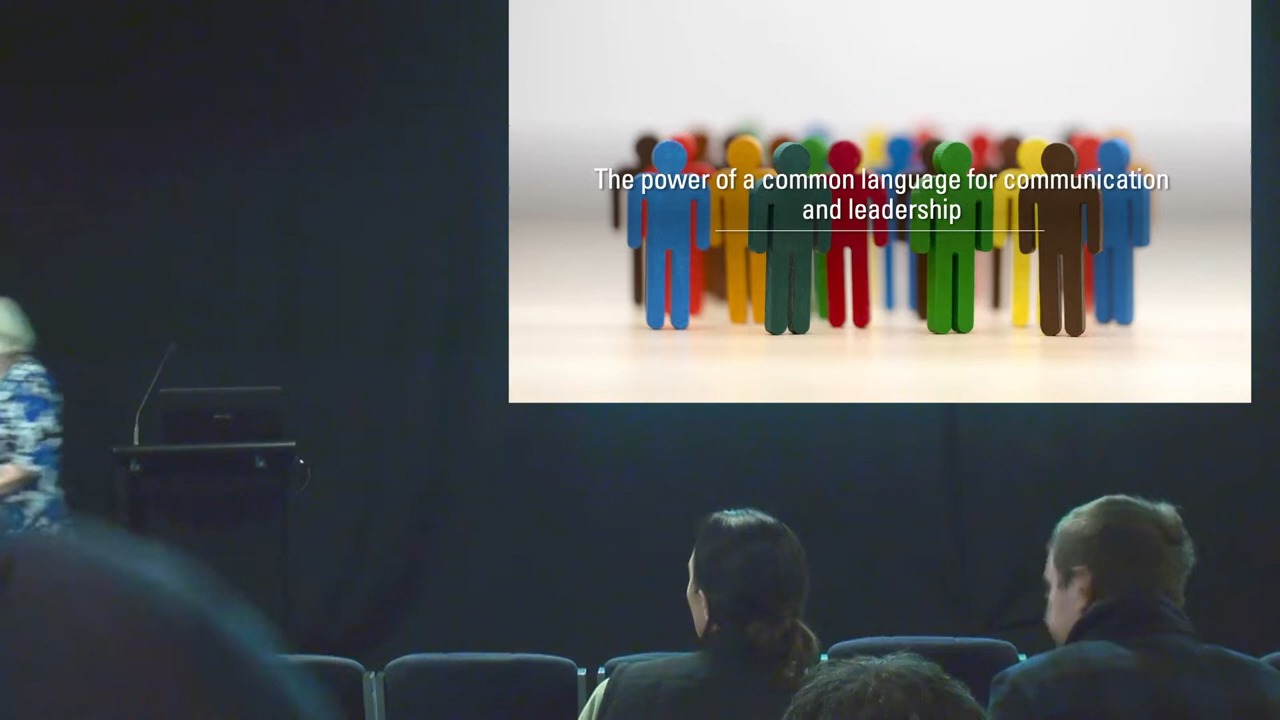 The power of a common language for communication
and leadership